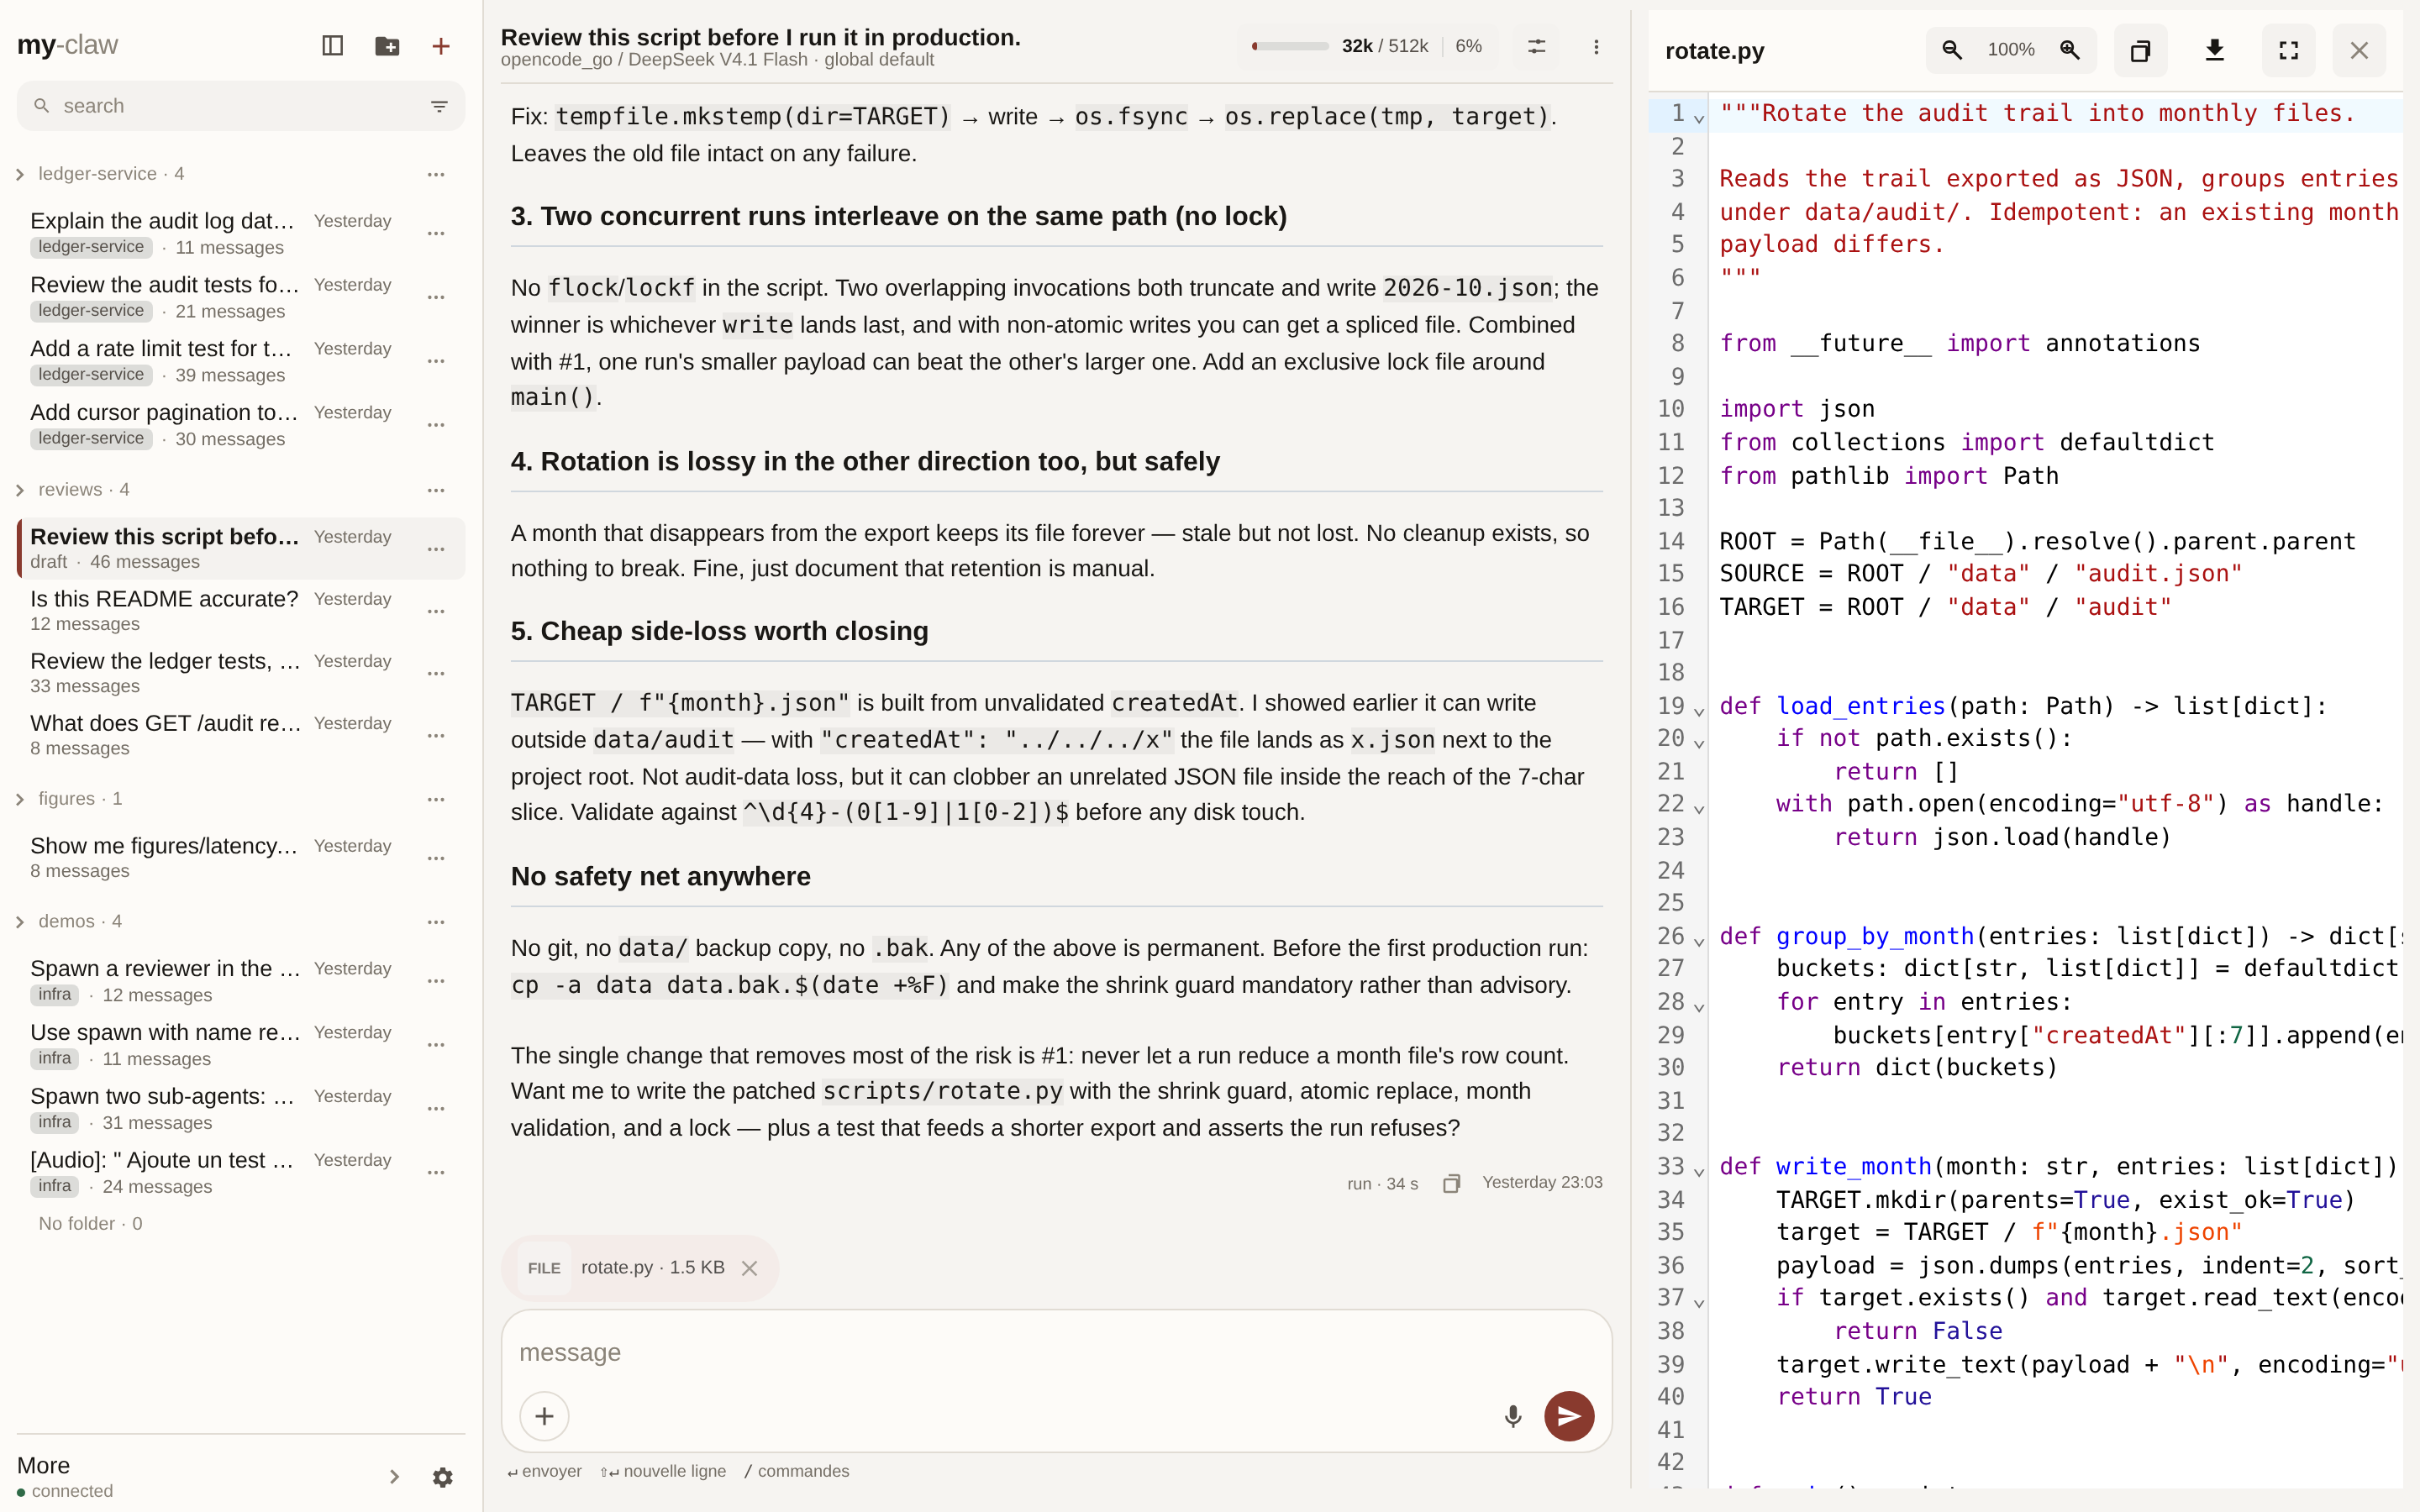 my-claw
search
ledger-service · 4
Explain the audit log dat… Yesterday
ledger-service · 11 messages
Review the audit tests fo… Yesterday
ledger-service · 21 messages
Add a rate limit test for t… Yesterday
ledger-service · 39 messages
Add cursor pagination to… Yesterday
ledger-service · 30 messages
reviews · 4
Review this script befo… Yesterday
draft · 46 messages
Is this README accurate? Yesterday
12 messages
Review the ledger tests, … Yesterday
33 messages
What does GET /audit re… Yesterday
8 messages
figures · 1
Show me figures/latency… Yesterday
8 messages
demos · 4
Spawn a reviewer in the … Yesterday
infra · 12 messages
Use spawn with name re… Yesterday
infra · 11 messages
Spawn two sub-agents: … Yesterday
infra · 31 messages
[Audio]: " Ajoute un test … Yesterday
infra · 24 messages
No folder · 0
More
connected
Review this script before I run it in production.
opencode_go / DeepSeek V4.1 Flash · global default
32k / 512k 6%
Fix: tempfile.mkstemp(dir=TARGET) → write → os.fsync → os.replace(tmp, target).
Leaves the old file intact on any failure.
3. Two concurrent runs interleave on the same path (no lock)
No flock/lockf in the script. Two overlapping invocations both truncate and write 2026-10.json; the
winner is whichever write lands last, and with non-atomic writes you can get a spliced file. Combined
with #1, one run's smaller payload can beat the other's larger one. Add an exclusive lock file around
main().
4. Rotation is lossy in the other direction too, but safely
A month that disappears from the export keeps its file forever — stale but not lost. No cleanup exists, so
nothing to break. Fine, just document that retention is manual.
5. Cheap side-loss worth closing
TARGET / f"{month}.json" is built from unvalidated createdAt. I showed earlier it can write
outside data/audit — with "createdAt": "../../../x" the file lands as x.json next to the
project root. Not audit-data loss, but it can clobber an unrelated JSON file inside the reach of the 7-char
slice. Validate against ^\d{4}-(0[1-9]|1[0-2])$ before any disk touch.
No safety net anywhere
No git, no data/ backup copy, no .bak. Any of the above is permanent. Before the first production run:
cp -a data data.bak.$(date +%F) and make the shrink guard mandatory rather than advisory.
The single change that removes most of the risk is #1: never let a run reduce a month file's row count.
Want me to write the patched scripts/rotate.py with the shrink guard, atomic replace, month
validation, and a lock — plus a test that feeds a shorter export and asserts the run refuses?
run · 34 s Yesterday 23:03
FILE rotate.py · 1.5 KB
message
↵ envoyer ⇧↵ nouvelle ligne / commandes
rotate.py
100%
1 """Rotate the audit trail into monthly files.
2
3 Reads the trail exported as JSON, groups entries
4 under data/audit/. Idempotent: an existing month
5 payload differs.
6 """
7
8 from __future__ import annotations
9
10 import json
11 from collections import defaultdict
12 from pathlib import Path
13
14 ROOT = Path(__file__).resolve().parent.parent
15 SOURCE = ROOT / "data" / "audit.json"
16 TARGET = ROOT / "data" / "audit"
17
18
19 def load_entries(path: Path) -> list[dict]:
20 if not path.exists():
21 return []
22 with path.open(encoding="utf-8") as handle:
23 return json.load(handle)
24
25
26 def group_by_month(entries: list[dict]) -> dict[s
27 buckets: dict[str, list[dict]] = defaultdict
28 for entry in entries:
29 buckets[entry["createdAt"][:7]].append(en
30 return dict(buckets)
31
32
33 def write_month(month: str, entries: list[dict])
34 TARGET.mkdir(parents=True, exist_ok=True)
35 target = TARGET / f"{month}.json"
36 payload = json.dumps(entries, indent=2, sort_
37 if target.exists() and target.read_text(enco
38 return False
39 target.write_text(payload + "\n", encoding="u
40 return True
41
42